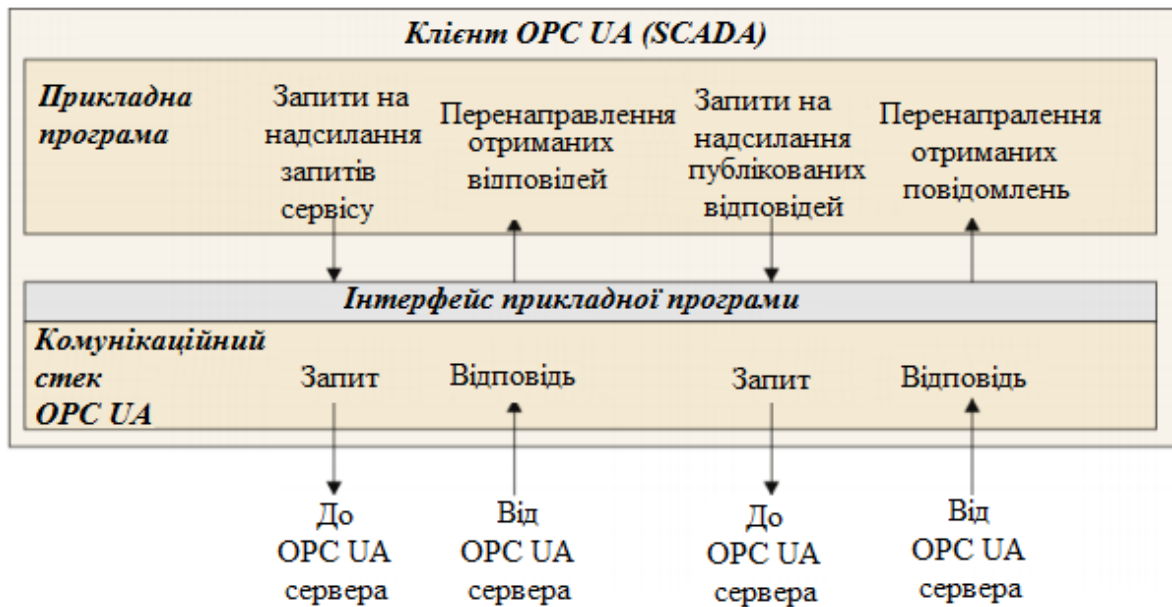 Клієнт OPC UA (SCADA)
Прикладна
програма
Запити на
надсилання
запитів
сервісу
Перенаправлення
отриманих
відповідей
Запити на
надсилання
публікованих
відповідей
Перенапралення
отриманих
повідомлень
Інтерфейс прикладної програми
Комунікаційний
стек
OPC UA
Запит
Відповідь
Запит
Відповідь
До
OPC UA
сервера
Від
OPC UA
сервера
До
OPC UA
сервера
Від
OPC UA
сервера